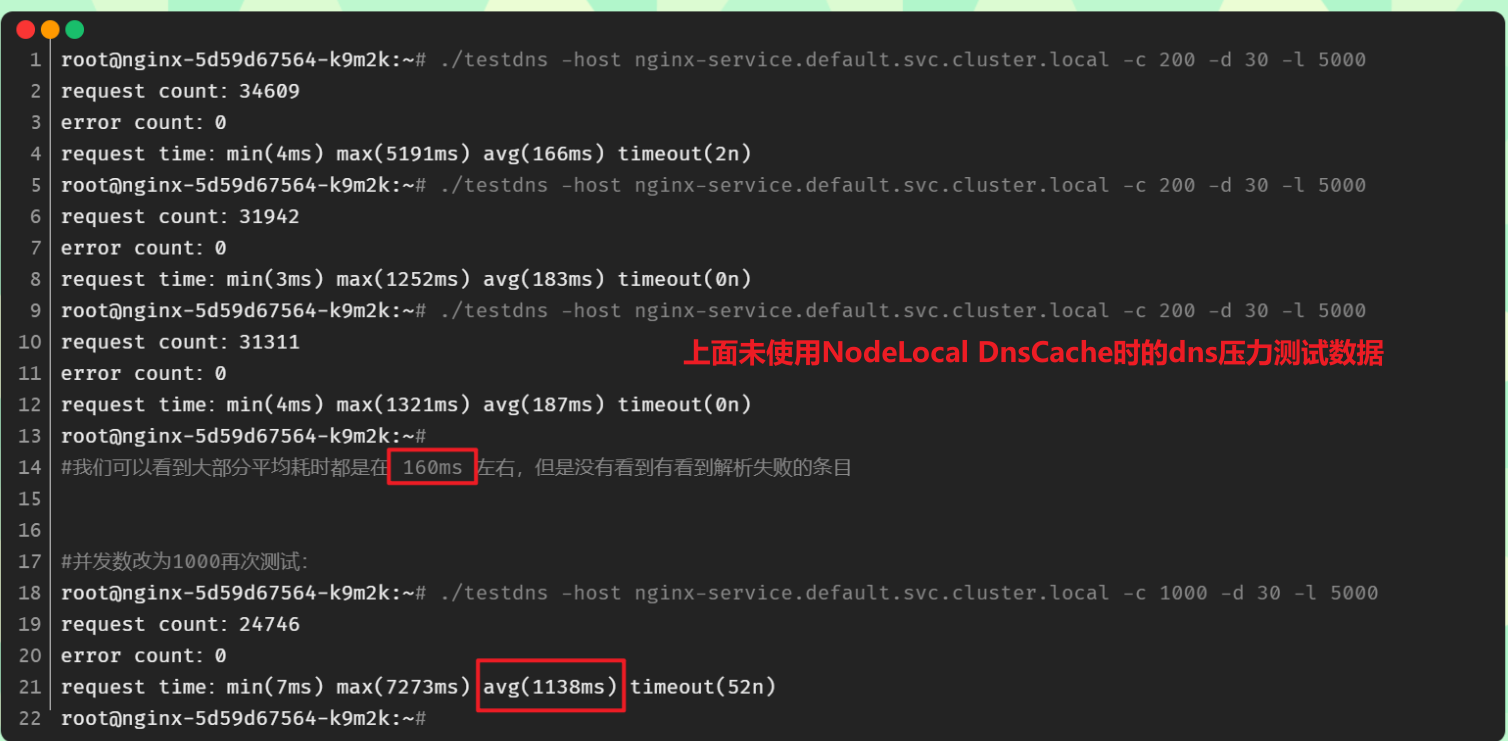 1 root@nginx-5d59d67564-k9m2k:~# ./testdns -host nginx-service.default.svc.cluster.local -c 200 -d 30 -l 5000
2 request count: 34609
3 error count: 0
4 request time: min(4ms) max(5191ms) avg(166ms) timeout(2n)
5 root@nginx-5d59d67564-k9m2k:~# ./testdns -host nginx-service.default.svc.cluster.local -c 200 -d 30 -l 5000
6 request count: 31942
7 error count: 0
8 request time: min(3ms) max(1252ms) avg(183ms) timeout(0n)
9 root@nginx-5d59d67564-k9m2k:~# ./testdns -host nginx-service.default.svc.cluster.local -c 200 -d 30 -l 5000
10 request count: 31311
上面未使用NodeLocal DnsCache时的dns压力测试数据
11 error count: 0
12 request time: min(4ms) max(1321ms) avg(187ms) timeout(0n)
13 root@nginx-5d59d67564-k9m2k:~#
14 #我们可以看到大部分平均耗时都是在 160ms 左右，但是没有看到有看到解析失败的条目
15
16
17 #并发数改为1000再次测试：
18 root@nginx-5d59d67564-k9m2k:~# ./testdns -host nginx-service.default.svc.cluster.local -c 1000 -d 30 -l 5000
19 request count: 24746
20 error count: 0
21 request time: min(7ms) max(7273ms) avg(1138ms) timeout(52n)
22 root@nginx-5d59d67564-k9m2k:~#